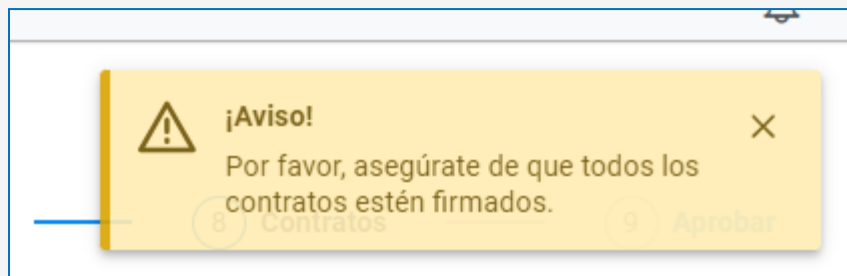 ¡Aviso!
Por favor, asegúrate de que todos los
contratos estén firmados.
8 Contratos
9 Aprobar